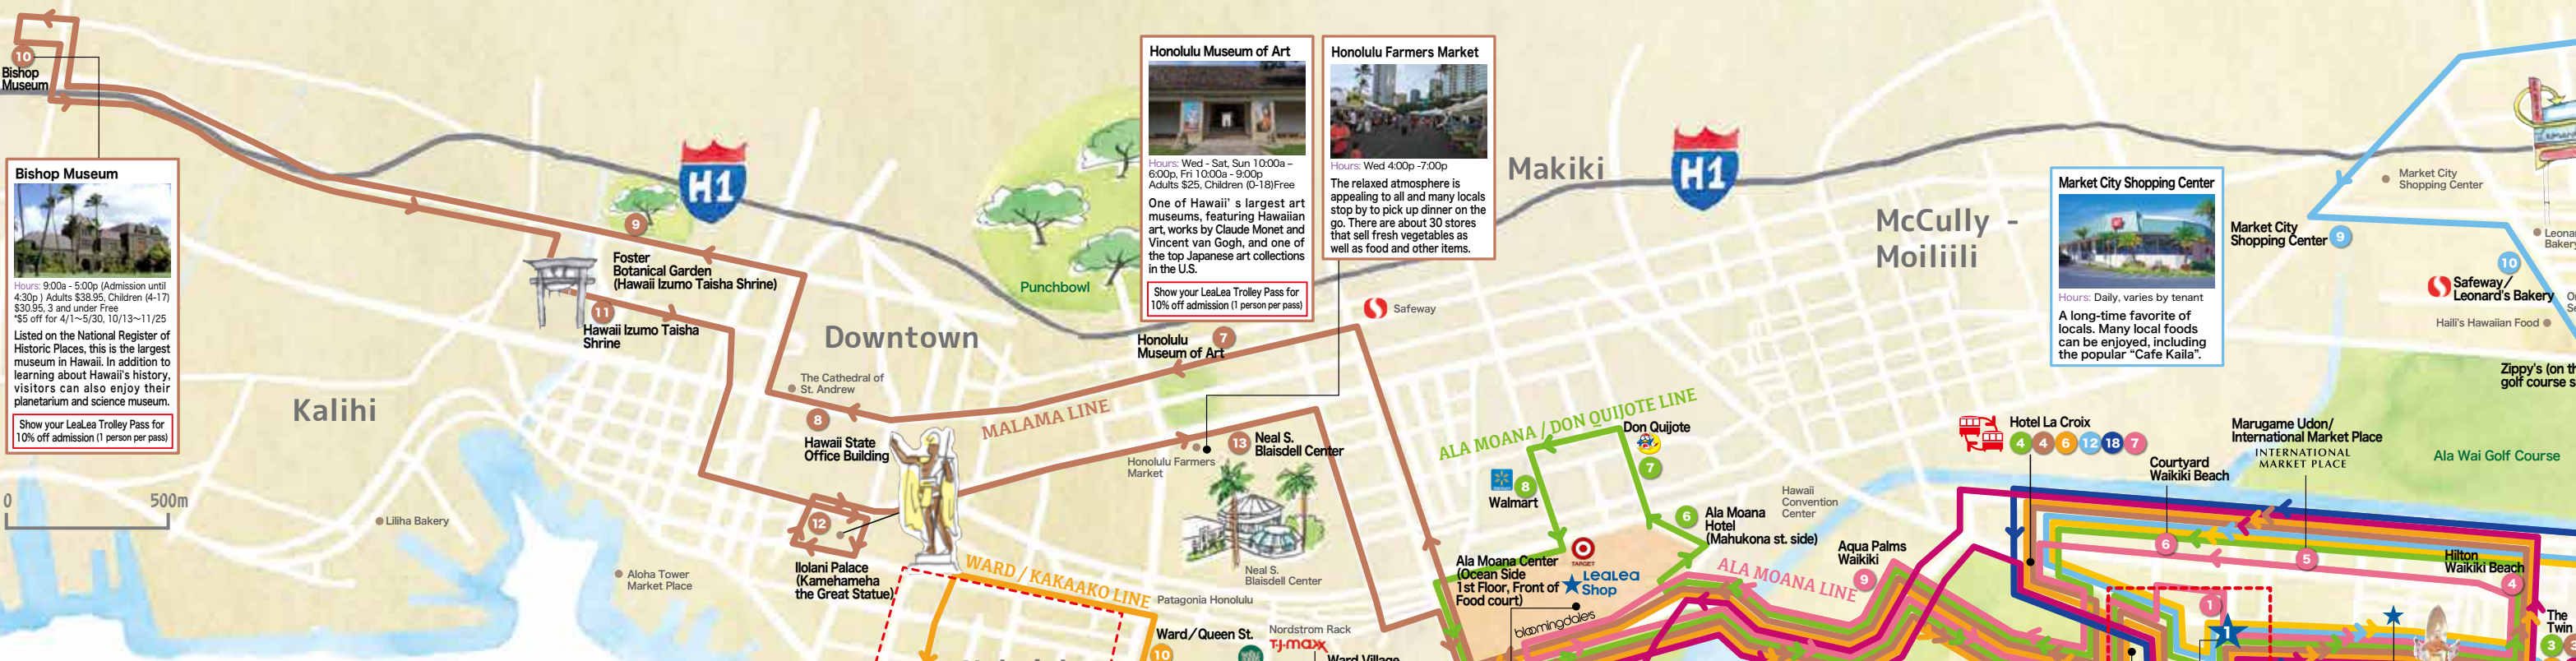 10
Bishop
Museum
Bishop Museum
Hours: 9:00a - 5:00p (Admission until
4:30p ) Adults $38.95, Children (4-17)
$30.95, 3 and under Free
*$5 off for 4/1～5/30, 10/13～11/25
Listed on the National Register of
Historic Places, this is the largest
museum in Hawaii. In addition to
learning about Hawaii's history,
visitors can also enjoy their
planetarium and science museum.
Show your LeaLea Trolley Pass for
10% off admission (1 person per pass)
0 500m
Kalihi
Liliha Bakery
H1
9
Foster
Botanical Garden
(Hawaii Izumo Taisha Shrine)
11
Hawaii Izumo Taisha
Shrine
Downtown
The Cathedral of
St. Andrew
8
Hawaii State
Office Building
12
Ilolani Palace
(Kamehameha
the Great Statue)
Aloha Tower
Market Place
Punchbowl
Honolulu Museum of Art
Hours: Wed - Sat, Sun 10:00a –
6:00p, Fri 10:00a - 9:00p
Adults $25, Children (0-18)Free
One of Hawaii' s largest art
museums, featuring Hawaiian
art, works by Claude Monet and
Vincent van Gogh, and one of
the top Japanese art collections
in the U.S.
Show your LeaLea Trolley Pass for
10% off admission (1 person per pass)
Honolulu Farmers Market
Hours: Wed 4:00p -7:00p
The relaxed atmosphere is
appealing to all and many locals
stop by to pick up dinner on the
go. There are about 30 stores
that sell fresh vegetables as
well as food and other items.
Honolulu
Museum of Art
7
Safeway
MALAMA LINE
Honolulu Farmers
Market
13
Neal S.
Blaisdell Center
Neal S.
Blaisdell Center
WARD / KAKAAKO LINE
Patagonia Honolulu
Ward/Queen St.
10
Nordstrom Rack
T.J.maxx
Ward Village
Makiki
H1
McCully -
Moiliili
ALA MOANA / DON QUIJOTE LINE
Don Quijote
7
8
Walmart
6
Ala Moana
Hotel
(Mahukona st. side)
Hawaii
Convention
Center
Ala Moana Center
(Ocean Side
1st Floor, Front of
Food court)
TARGET
LeaLea
Shop
bloomingdales
ALA MOANA LINE
Aqua Palms
Waikiki
9
Market City Shopping Center
Hours: Daily, varies by tenant
A long-time favorite of
locals. Many local foods
can be enjoyed, including
the popular “Cafe Kaila”.
Market City
Shopping Center
9
Market City
Shopping Center
10
Safeway/
Leonard's Bakery
Haili's Hawaiian Food
Ala Wai Golf Course
Hotel La Croix
4 4 6 12 18 7
Courtyard
Waikiki Beach
6
Marugame Udon/
International Market Place
INTERNATIONAL
MARKET PLACE
5
Hilton
Waikiki Beach
4
1
1
The
Twin
3